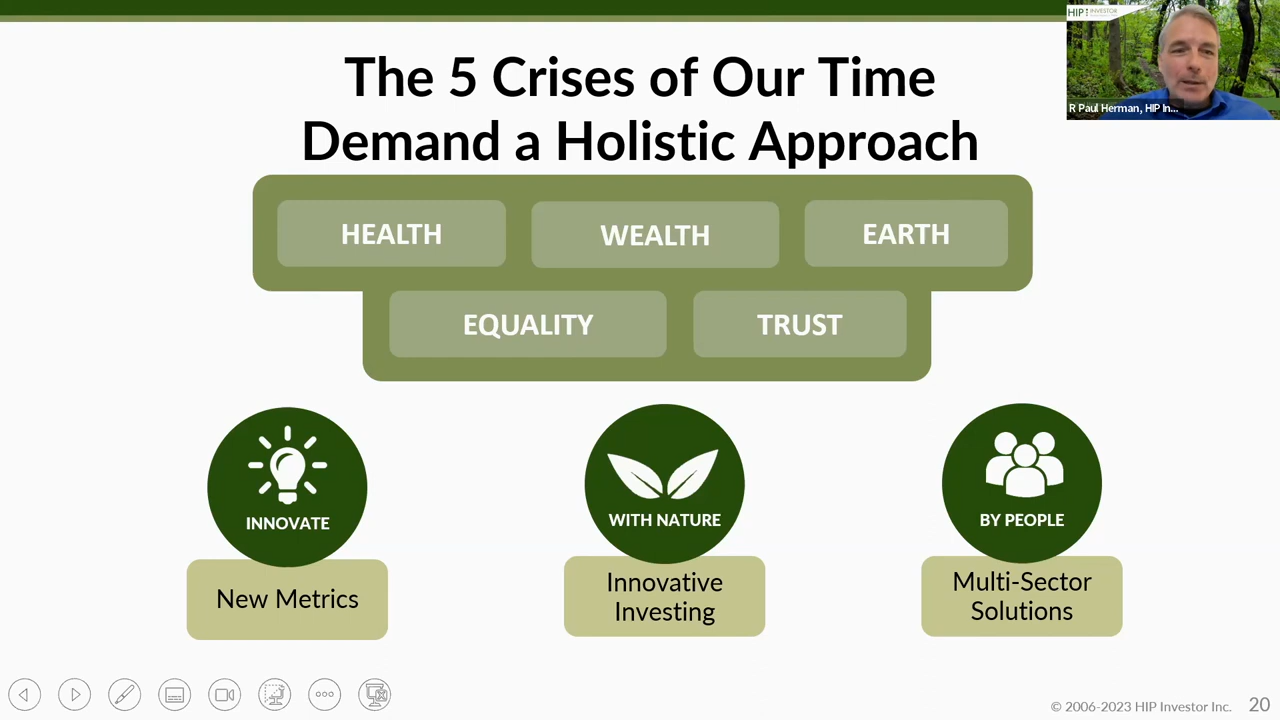 The 5 Crises of Our Time
Demand a Holistic Approach
HIP INVESTOR
R Paul Herman, HIP In...
HEALTH
WEALTH
EARTH
EQUALITY
TRUST
INNOVATE
WITH NATURE
BY PEOPLE
New Metrics
Innovative
Investing
Multi-Sector
Solutions
© 2006-2023 HIP Investor Inc.
20